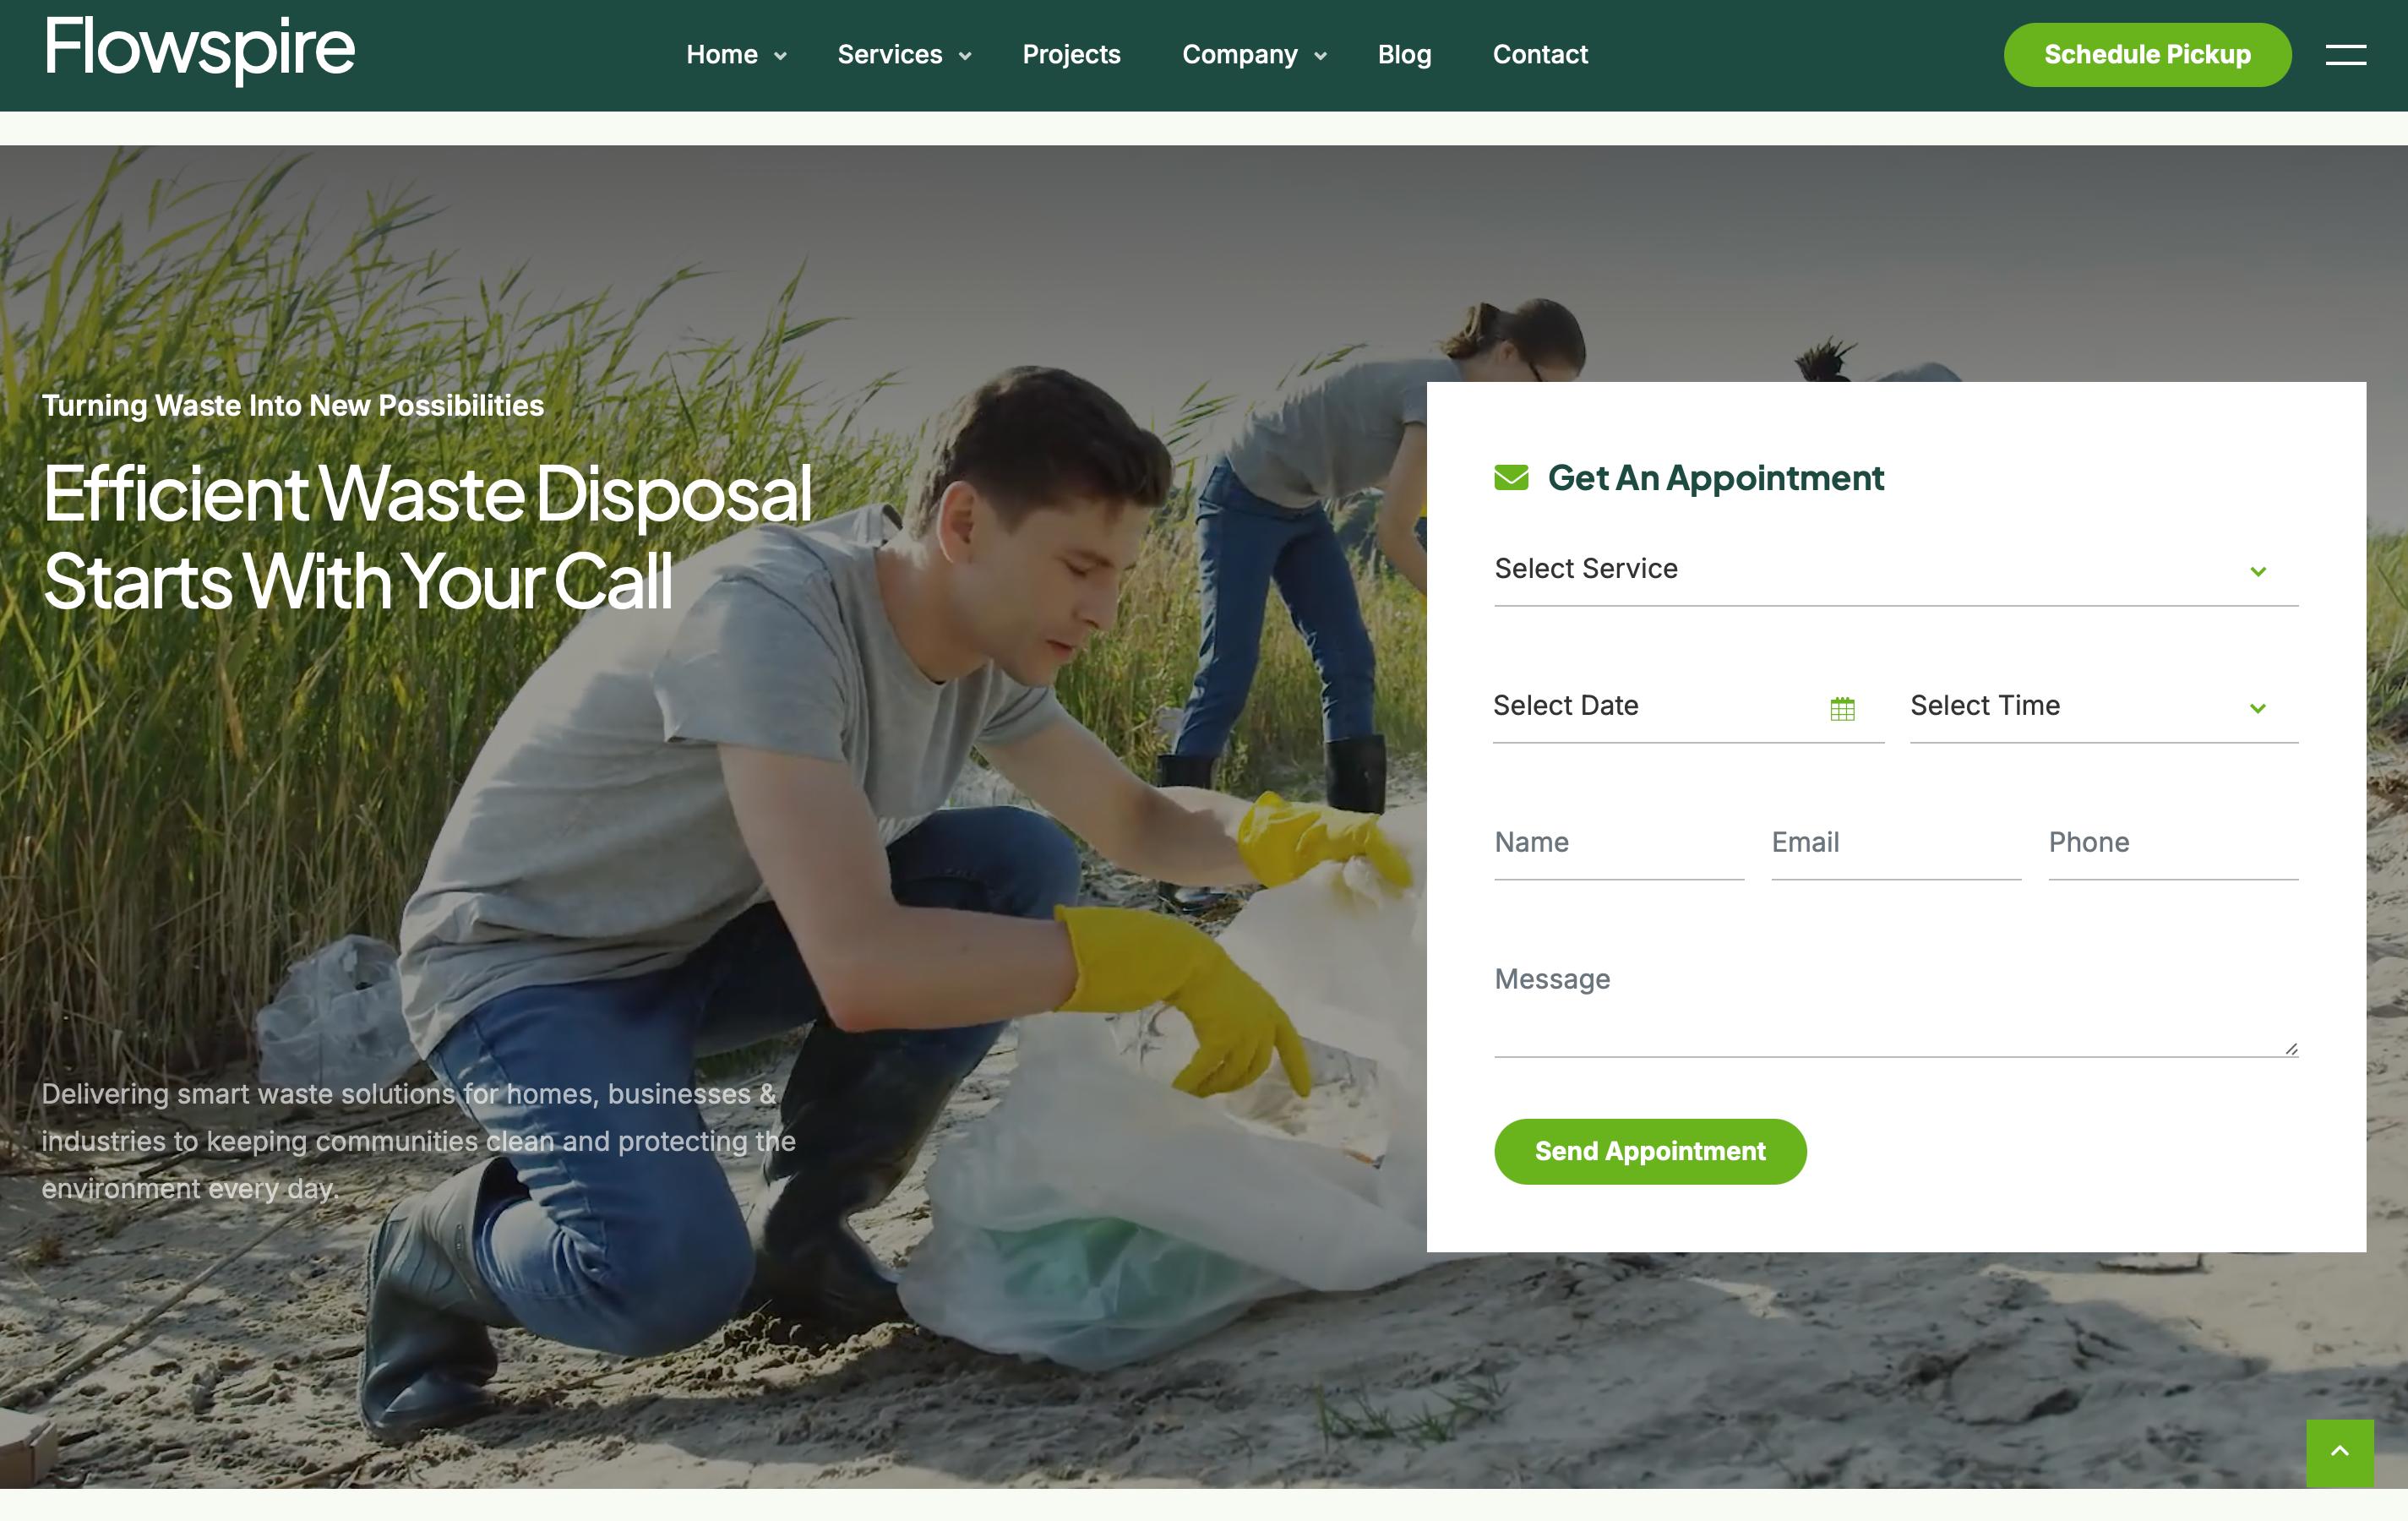 Flowspire
Home
Services
Projects
Company
Blog
Contact
Schedule Pickup
Turning Waste Into New Possibilities
Efficient Waste Disposal
Starts With Your Call
Delivering smart waste solutions for homes, businesses &
industries to keeping communities clean and protecting the
environment every day.
Get An Appointment
Select Service
Select Date
Select Time
Name
Email
Phone
Message
Send Appointment